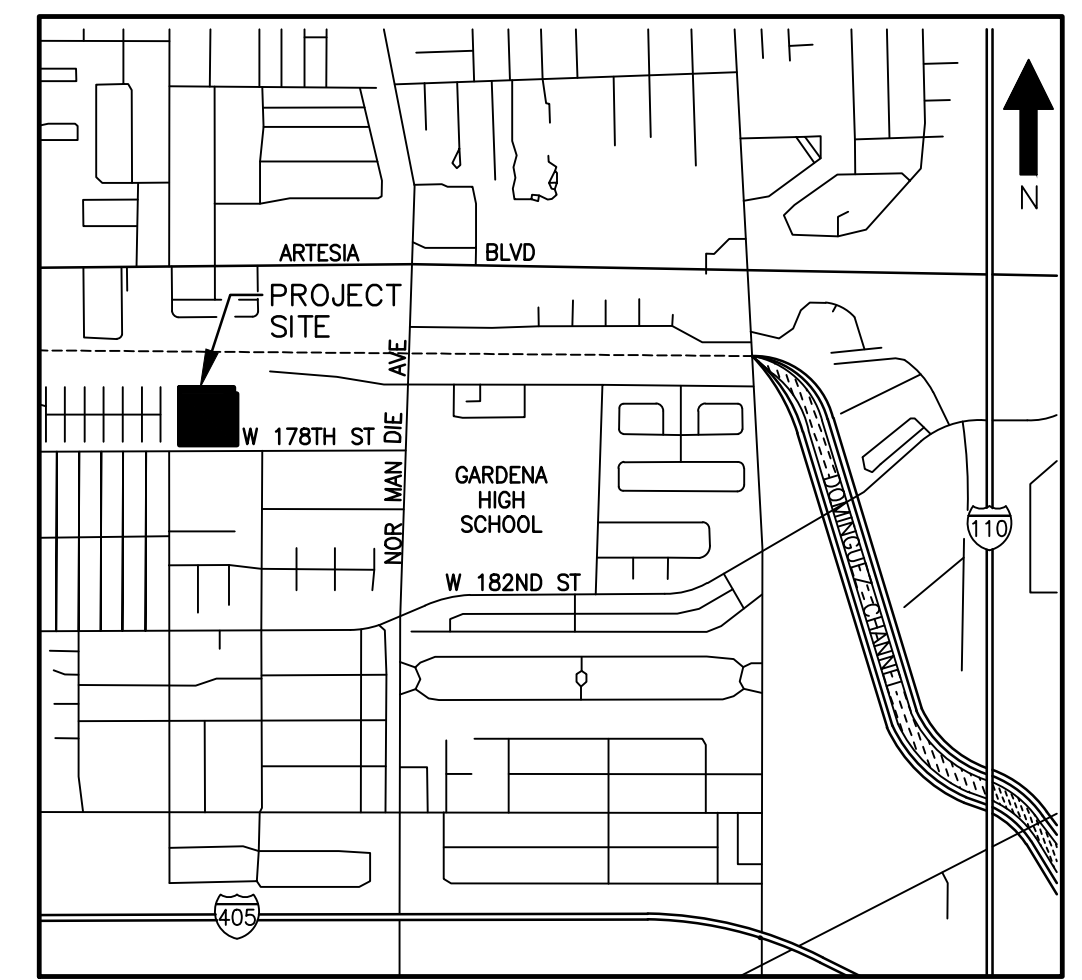 N
ARTESIA BLVD
PROJECT
SITE
W 178TH ST
NOR MAN DIE AVE
GARDENA
HIGH
SCHOOL
W 182ND ST
DOMINGUEZ CHANNEL
110
405